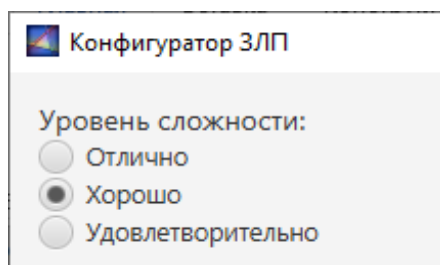 Конфигуратор ЗЛП
Уровень сложности:
Отлично
Хорошо
Удовлетворительно